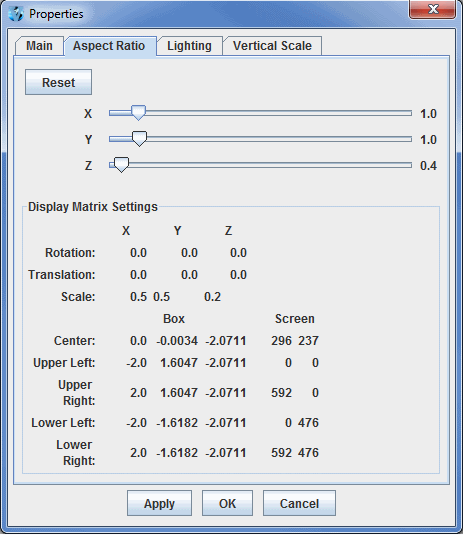 Properties
Main Aspect Ratio Lighting Vertical Scale
Reset
X 1.0
Y 1.0
Z 0.4
Display Matrix Settings
X Y Z
Rotation: 0.0 0.0 0.0
Translation: 0.0 0.0 0.0
Scale: 0.5 0.5 0.2
Box Screen
Center: 0.0 -0.0034 -2.0711 296 237
Upper Left: -2.0 1.6047 -2.0711 0 0
Upper
Right: 2.0 1.6047 -2.0711 592 0
Lower Left: -2.0 -1.6182 -2.0711 0 476
Lower
Right: 2.0 -1.6182 -2.0711 592 476
Apply OK Cancel